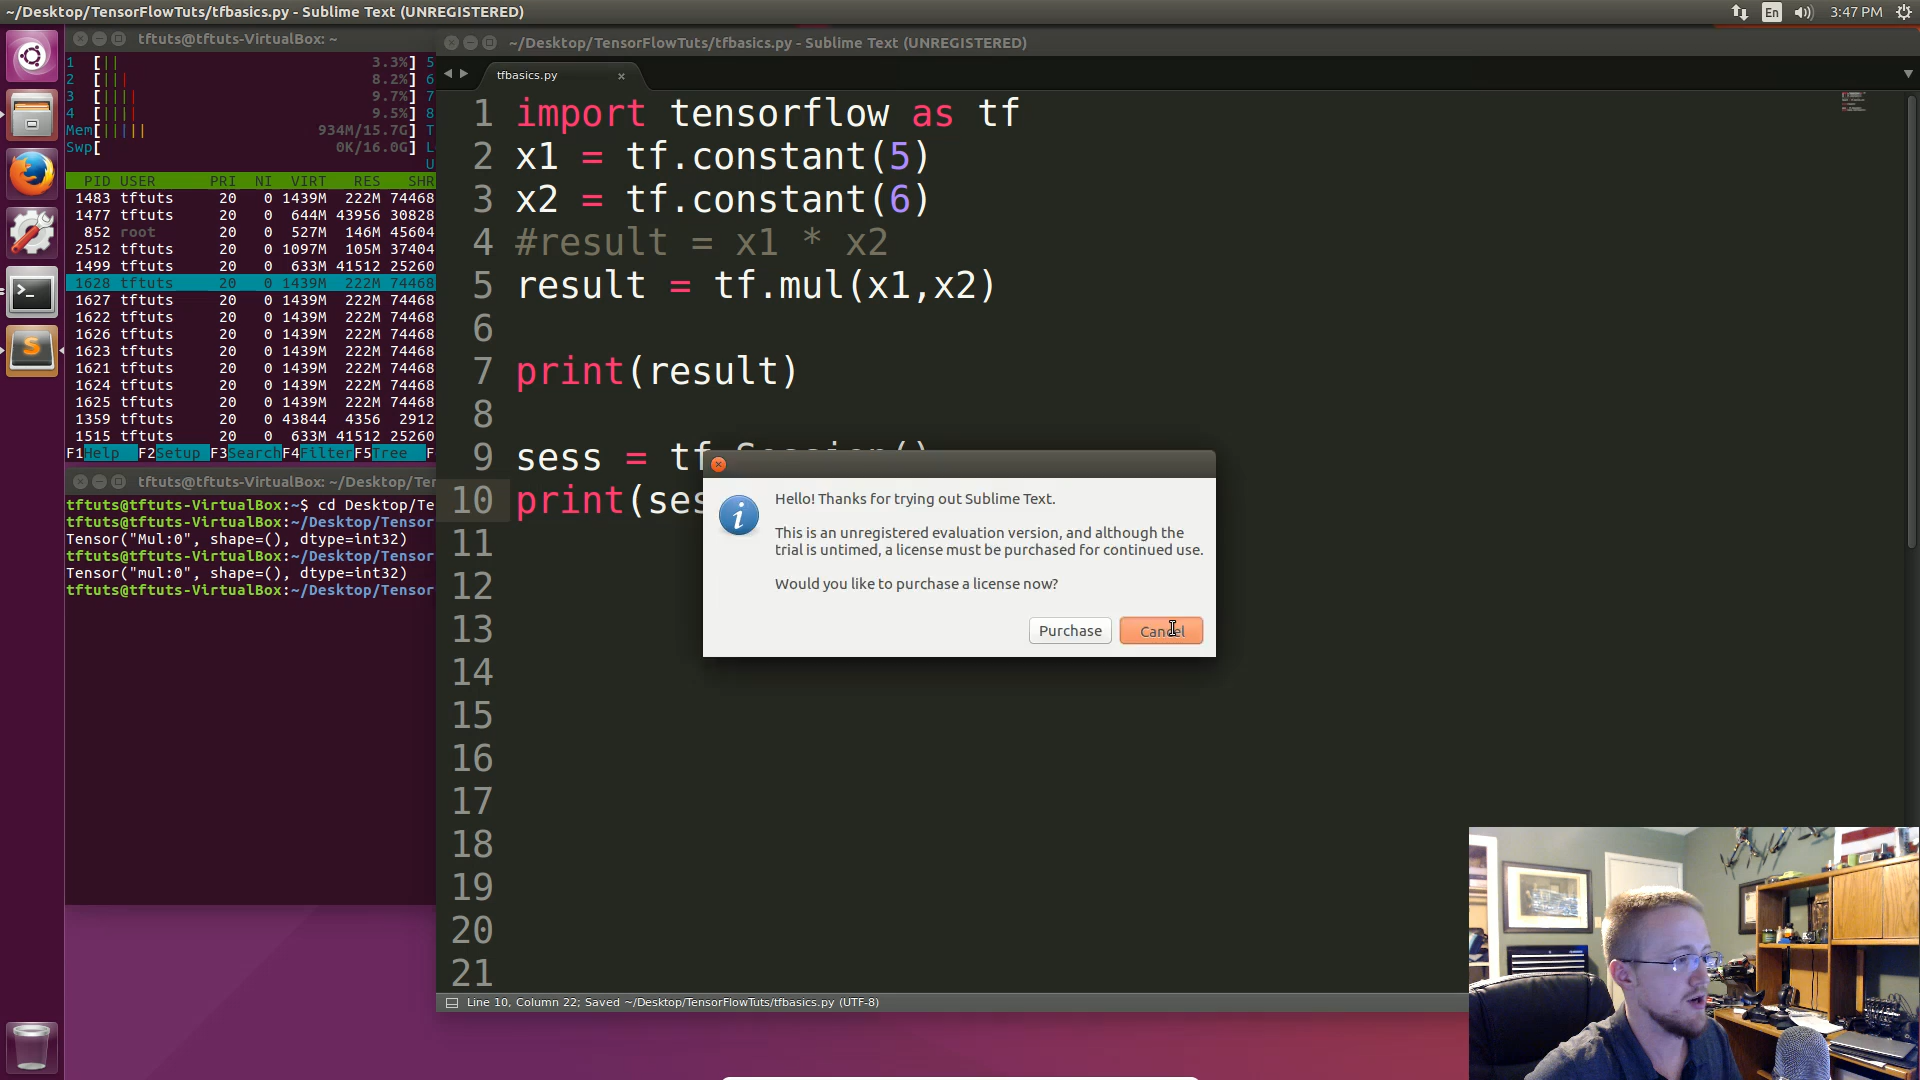 ~/Desktop/TensorFlowTuts/tfbasics.py - Sublime Text (UNREGISTERED)
En
3:47 PM
tftuts@tftuts-VirtualBox: ~
1 [|| 3.3%] 5
2 [||| 8.2%] 6
3 [|||| 9.7%] 7
4 [|||| 9.5%] 8
Mem[||||| 934M/15.7G] T
Swp[ 0K/16.0G] L
U
PID USER PRI NI VIRT RES SHR
1483 tftuts 20 0 1439M 222M 74468
1477 tftuts 20 0 644M 43956 30828
852 root 20 0 527M 146M 45604
2512 tftuts 20 0 1097M 105M 37404
1499 tftuts 20 0 633M 41512 25260
1628 tftuts 20 0 1439M 222M 74468
1627 tftuts 20 0 1439M 222M 74468
1622 tftuts 20 0 1439M 222M 74468
1626 tftuts 20 0 1439M 222M 74468
1623 tftuts 20 0 1439M 222M 74468
1621 tftuts 20 0 1439M 222M 74468
1624 tftuts 20 0 1439M 222M 74468
1625 tftuts 20 0 1439M 222M 74468
1359 tftuts 20 0 43844 4356 2912
1515 tftuts 20 0 633M 41512 25260
F1Help F2Setup F3Search F4Filter F5Tree F
tftuts@tftuts-VirtualBox: ~/Desktop/Ten
tftuts@tftuts-VirtualBox:~$ cd Desktop/Te
tftuts@tftuts-VirtualBox:~/Desktop/Tensor
Tensor("Mul:0", shape=(), dtype=int32)
tftuts@tftuts-VirtualBox:~/Desktop/Tensor
Tensor("mul:0", shape=(), dtype=int32)
tftuts@tftuts-VirtualBox:~/Desktop/Tensor
~/Desktop/TensorFlowTuts/tfbasics.py - Sublime Text (UNREGISTERED)
tfbasics.py
1 import tensorflow as tf
2 x1 = tf.constant(5)
3 x2 = tf.constant(6)
4 #result = x1 * x2
5 result = tf.mul(x1,x2)
6
7 print(result)
8
9 sess = tf.Session()
10 print(ses
11
12
13
14
15
16
17
18
19
20
21
Hello! Thanks for trying out Sublime Text.
This is an unregistered evaluation version, and although the
trial is untimed, a license must be purchased for continued use.
Would you like to purchase a license now?
Purchase
Cancel
Line 10, Column 22; Saved ~/Desktop/TensorFlowTuts/tfbasics.py (UTF-8)